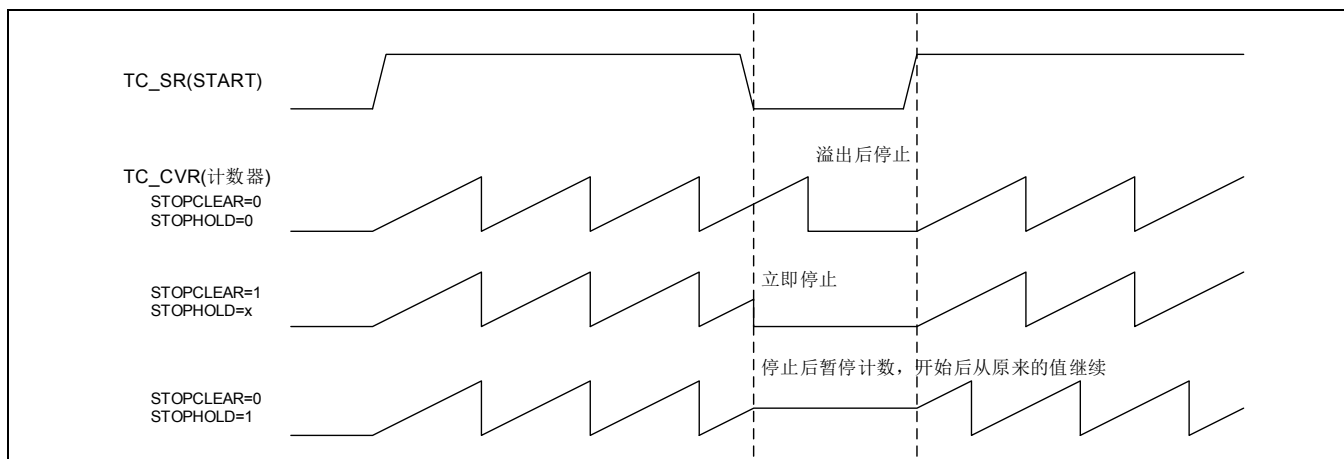 TC_SR(START)
溢出后停止
TC_CVR(计数器)
STOPCLEAR=0
STOPHOLD=0
立即停止
STOPCLEAR=1
STOPHOLD=x
停止后暂停计数，开始后从原来的值继续
STOPCLEAR=0
STOPHOLD=1